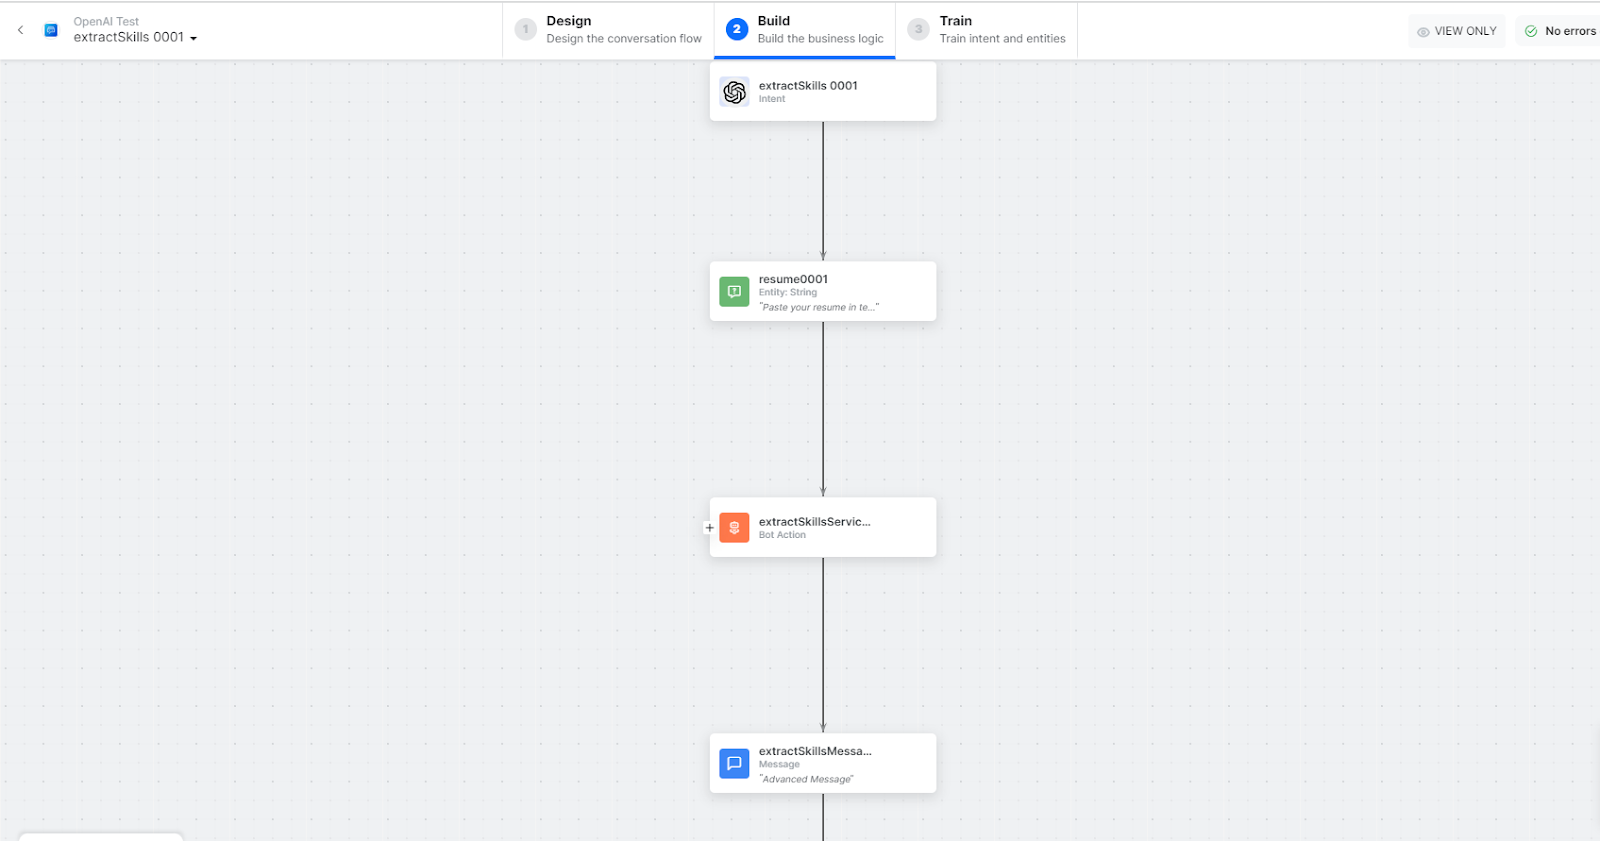 OpenAI Test
extractSkills 0001
1
Design
Design the conversation flow
2
Build
Build the business logic
3
Train
Train intent and entities
VIEW ONLY
No errors
extractSkills 0001
Intent
resume0001
Entity: String
"Paste your resume in te..."
extractSkillsServic...
Bot Action
extractSkillsMessa...
Message
"Advanced Message"